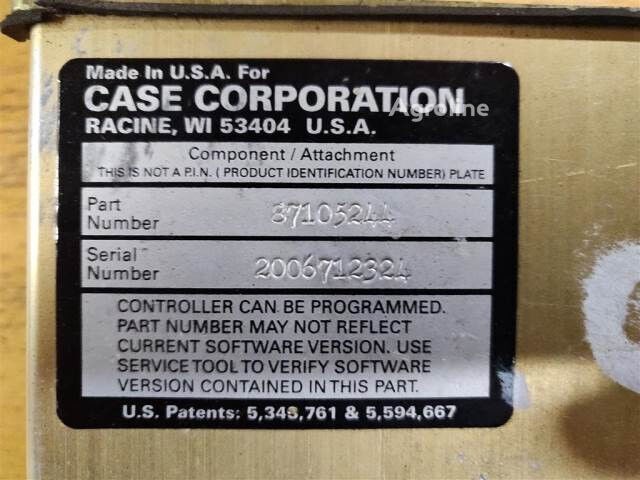 Made In U.S.A. For
CASE CORPORATION
Agroline
RACINE, WI 53404 U.S.A.
Component / Attachment
THIS IS NOT A P.I.N. ( PRODUCT IDENTIFICATION NUMBER) PLATE
Part
Number 87105244
Serial
Number 2006712324
CONTROLLER CAN BE PROGRAMMED.
PART NUMBER MAY NOT REFLECT
CURRENT SOFTWARE VERSION. USE
SERVICE TOOL TO VERIFY SOFTWARE
VERSION CONTAINED IN THIS PART.
U.S. Patents: 5,343,761 & 5,594,667